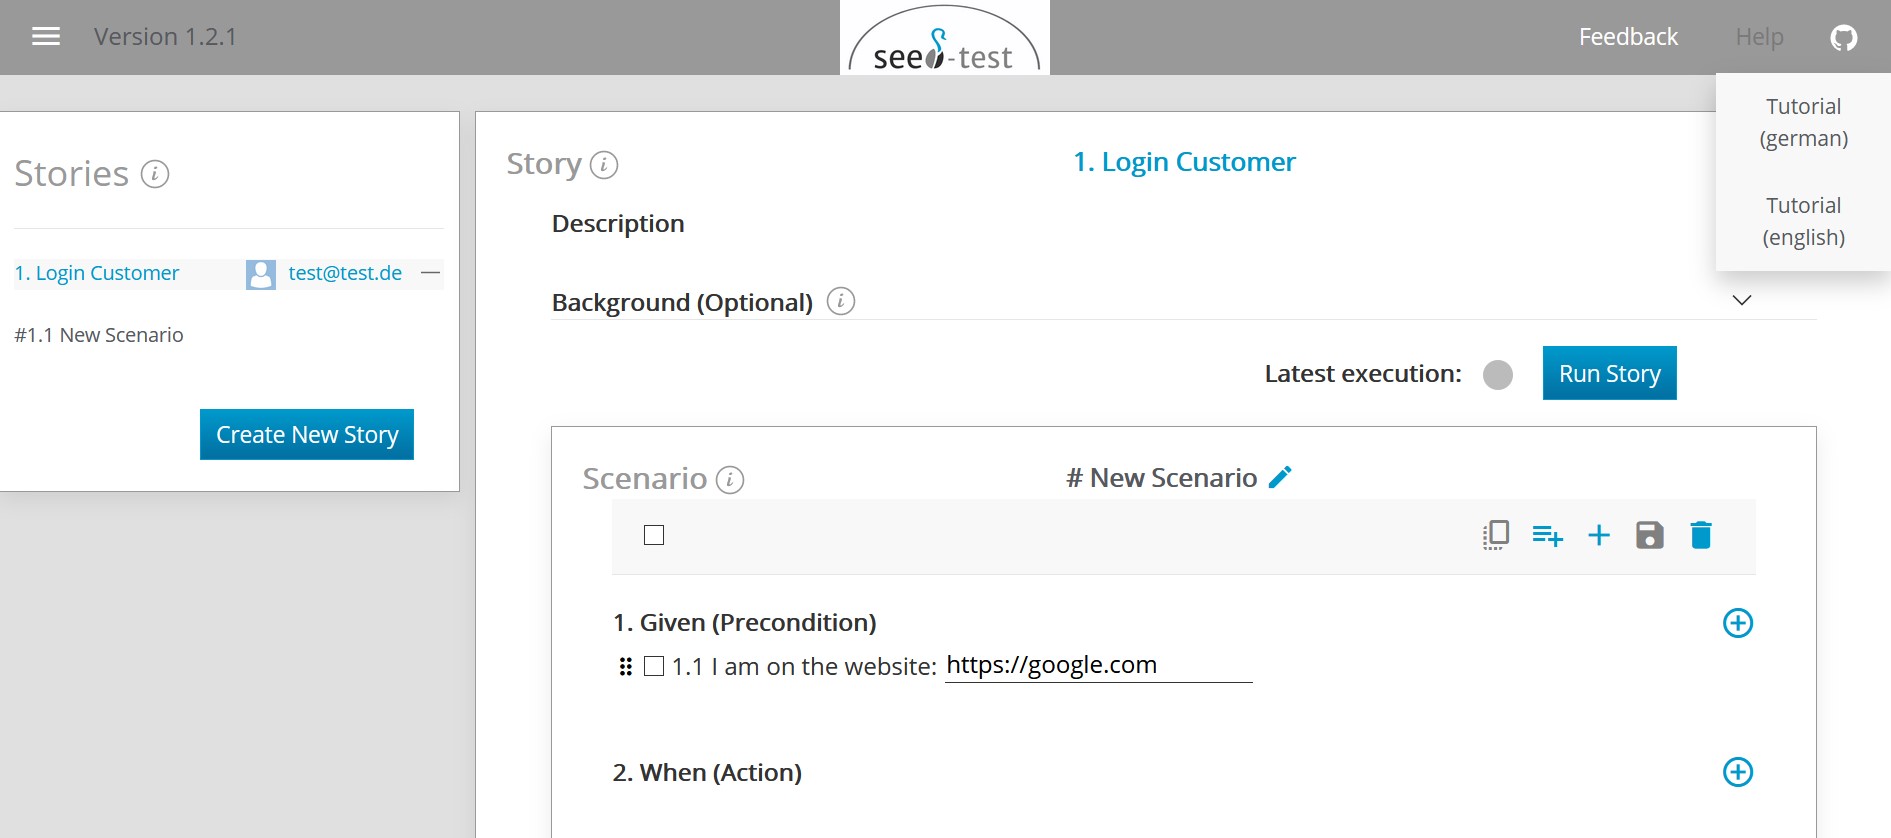 Version 1.2.1
seed-test
Feedback
Help
Tutorial
(german)
Tutorial
(english)
Stories
1. Login Customer test@test.de
#1.1 New Scenario
Create New Story
Story
1. Login Customer
Description
Background (Optional)
Latest execution:
Run Story
Scenario
# New Scenario
1. Given (Precondition)
1.1 I am on the website: https://google.com
2. When (Action)